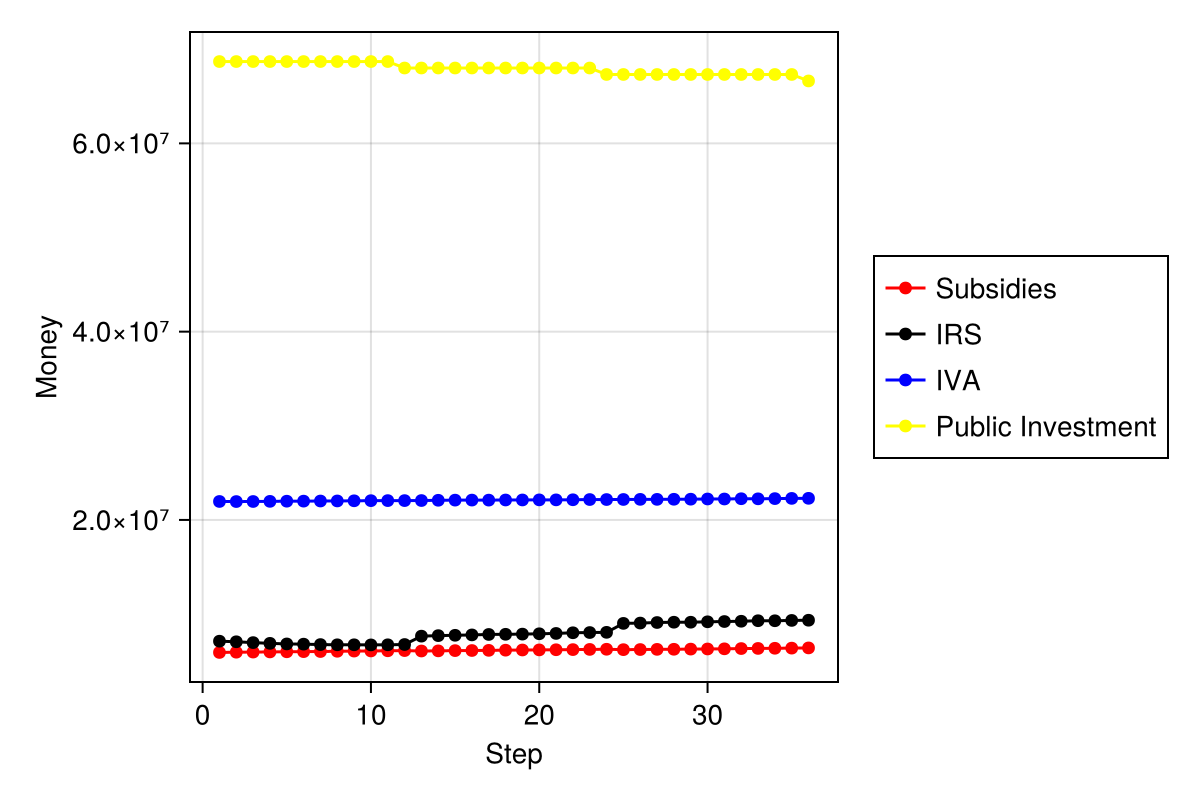 6.0×10⁷
4.0×10⁷
2.0×10⁷
Money
0 10 20 30
Step
Subsidies
IRS
IVA
Public Investment